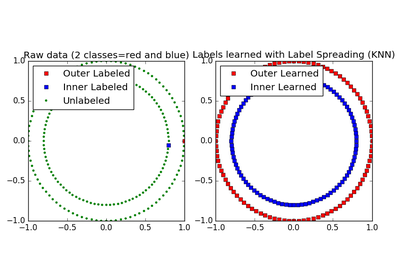 Raw data (2 classes=red and blue)
Labels learned with Label Spreading (KNN)
1.0
0.5
0.0
−0.5
−1.0
−1.0
−0.5
0.0
0.5
1.0
Outer Labeled
Inner Labeled
Unlabeled
1.0
0.5
0.0
−0.5
−1.0
−1.0
−0.5
0.0
0.5
1.0
Outer Learned
Inner Learned